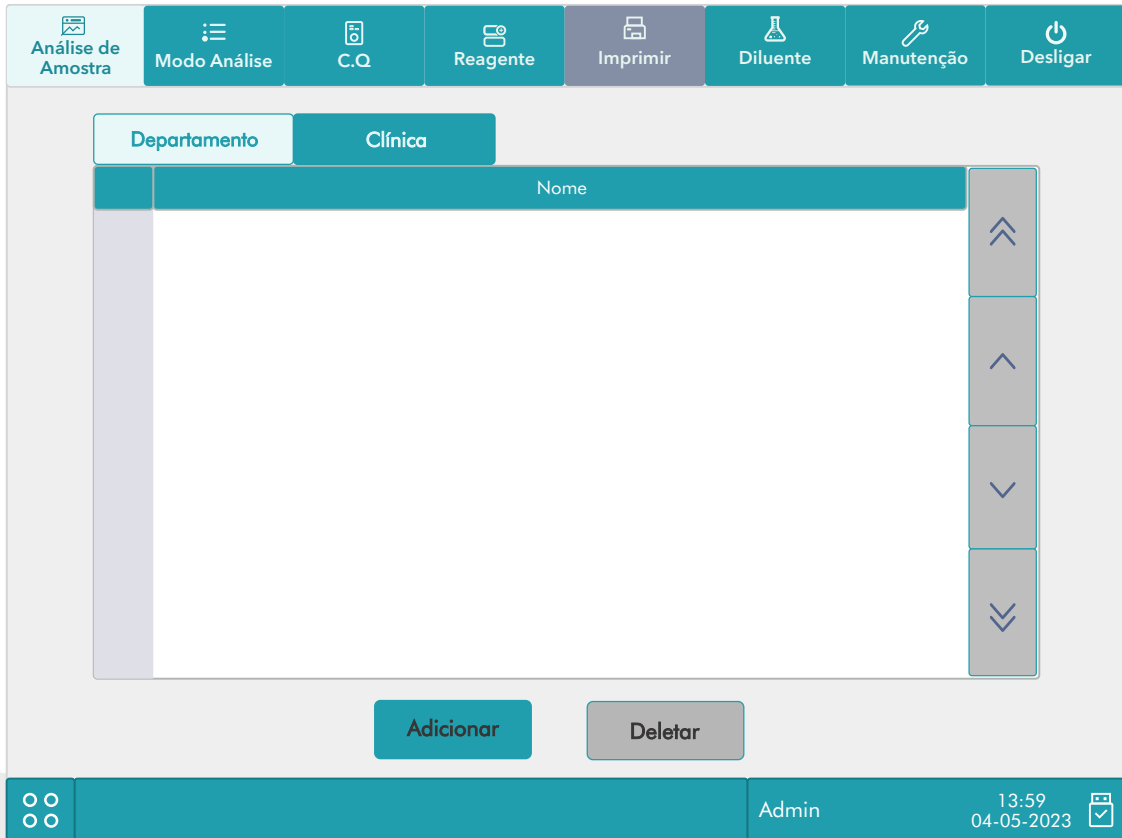 Análise de
Amostra
Modo Análise
C.Q
Reagente
Imprimir
Diluente
Manutenção
Desligar
Departamento
Clínica
Nome
Adicionar
Deletar
Admin
13:59
04-05-2023